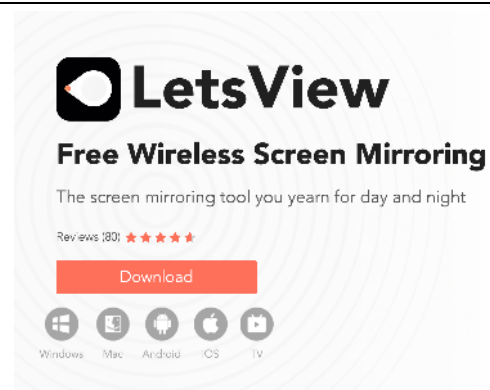 LetsView
Free Wireless Screen Mirroring
The screen mirroring tool you yearn for day and night
Reviews (80)
Download
Windows Mac Android iOS TV